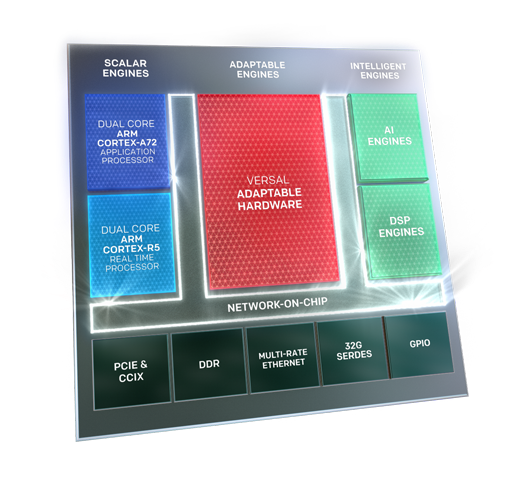 SCALAR
ENGINES
ADAPTABLE
ENGINES
INTELLIGENT
ENGINES
DUAL CORE
ARM
CORTEX-A72
APPLICATION
PROCESSOR
DUAL CORE
ARM
CORTEX-R5
REAL TIME
PROCESSOR
VERSAL
ADAPTABLE
HARDWARE
AI
ENGINES
DSP
ENGINES
NETWORK-ON-CHIP
PCIE &
CCIX
DDR
MULTI-RATE
ETHERNET
32G
SERDES
GPIO